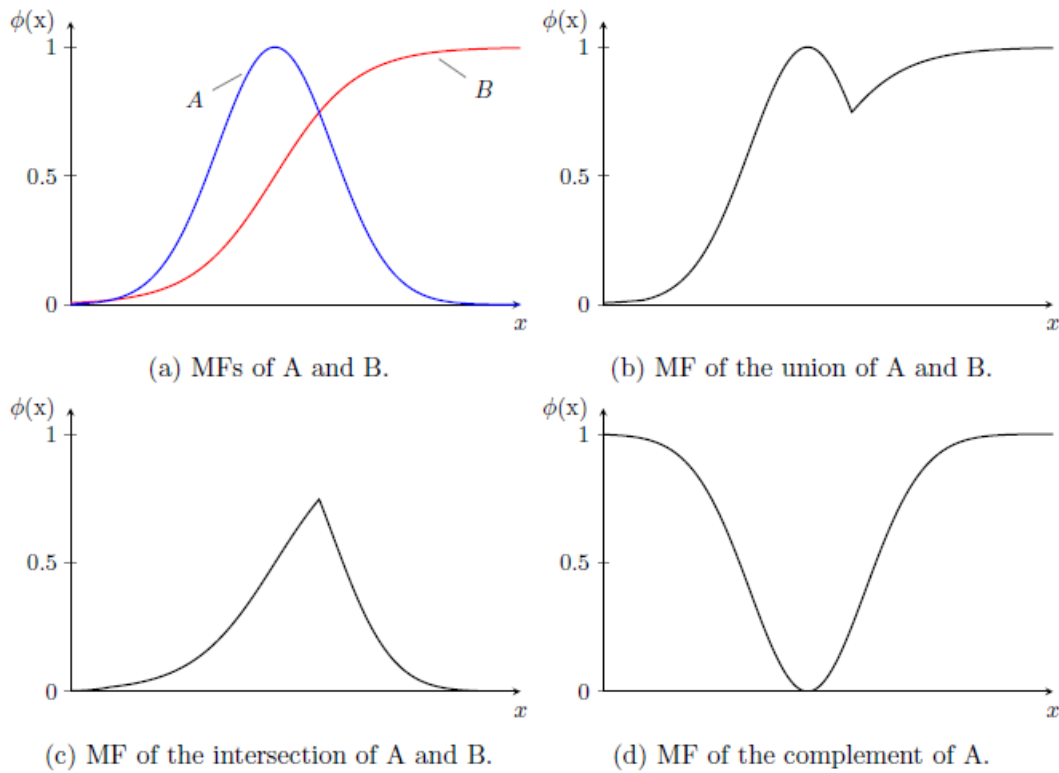 ϕ(x)
1
A
B
0.5
0
x
(a) MFs of A and B.
ϕ(x)
1
0.5
0
x
(b) MF of the union of A and B.
ϕ(x)
1
0.5
0
x
(c) MF of the intersection of A and B.
ϕ(x)
1
0.5
0
x
(d) MF of the complement of A.